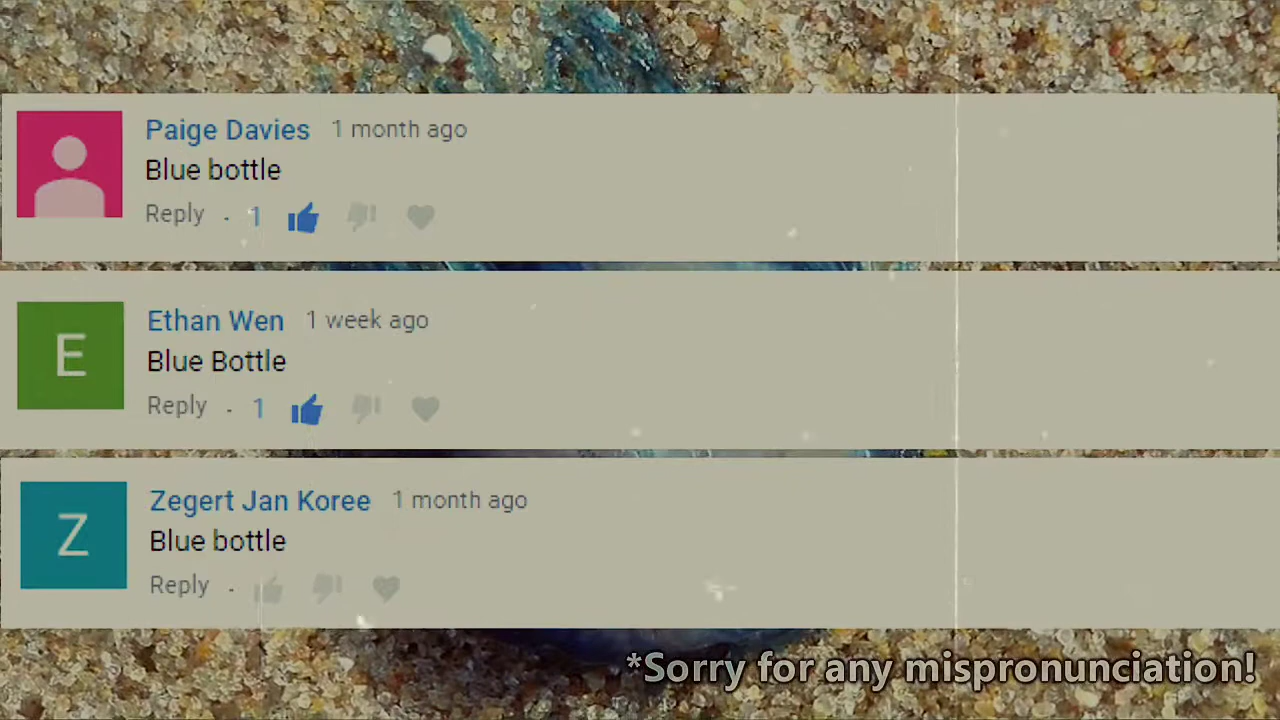 Paige Davies 1 month ago
Blue bottle
Reply · 1
E
Ethan Wen 1 week ago
Blue Bottle
Reply · 1
Z
Zegert Jan Koree 1 month ago
Blue bottle
Reply ·
*Sorry for any mispronunciation!